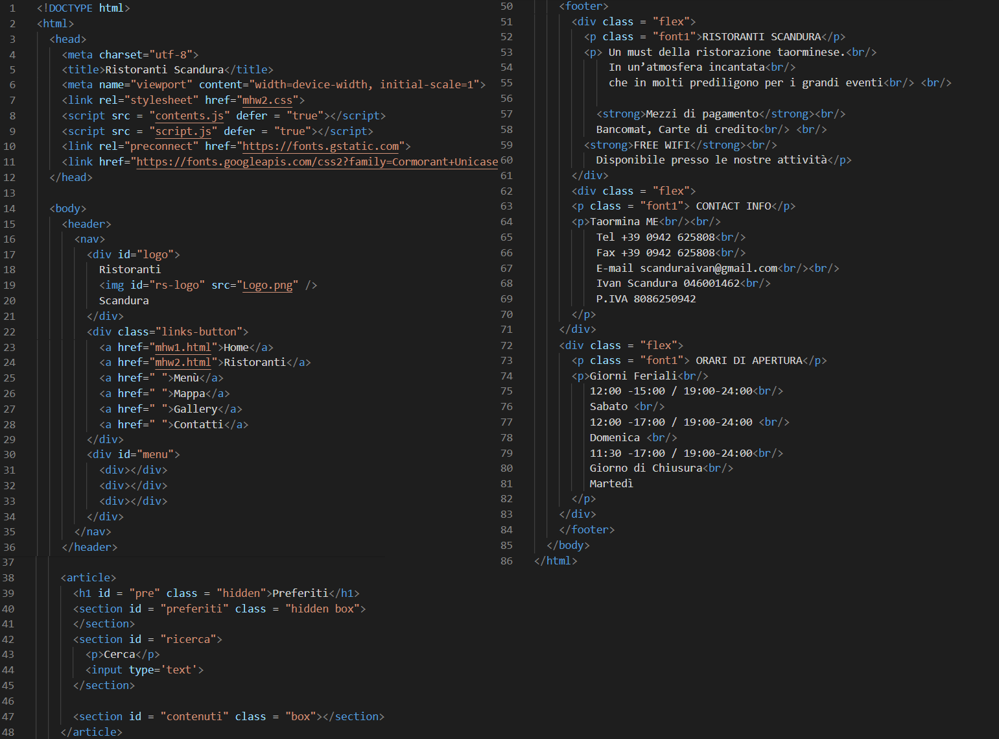 1 <!DOCTYPE html>
2 <html>
3 <head>
4 <meta charset="utf-8">
5 <title>Ristoranti Scandura</title>
6 <meta name="viewport" content="width=device-width, initial-scale=1">
7 <link rel="stylesheet" href="mhw2.css">
8 <script src = "contents.js" defer = "true"></script>
9 <script src = "script.js" defer = "true"></script>
10 <link rel="preconnect" href="https://fonts.gstatic.com">
11 <link href="https://fonts.googleapis.com/css2?family=Cormorant+Unicase
12 </head>
13
14 <body>
15 <header>
16 <nav>
17 <div id="logo">
18 Ristoranti
19 <img id="rs-logo" src="Logo.png" />
20 Scandura
21 </div>
22 <div class="links-button">
23 <a href="mhw1.html">Home</a>
24 <a href="mhw2.html">Ristoranti</a>
25 <a href=" ">Menù</a>
26 <a href=" ">Mappa</a>
27 <a href=" ">Gallery</a>
28 <a href=" ">Contatti</a>
29 </div>
30 <div id="menu">
31 <div></div>
32 <div></div>
33 <div></div>
34 </div>
35 </nav>
36 </header>
37
38 <article>
39 <h1 id = "pre" class = "hidden">Preferiti</h1>
40 <section id = "preferiti" class = "hidden box">
41 </section>
42 <section id = "ricerca">
43 <p>Cerca</p>
44 <input type='text'>
45 </section>
46
47 <section id = "contenuti" class = "box"></section>
48 </article>
50 <footer>
51 <div class = "flex">
52 <p class = "font1">RISTORANTI SCANDURA</p>
53 <p> Un must della ristorazione taorminese.<br/>
54 In un’atmosfera incantata<br/>
55 che in molti prediligono per i grandi eventi<br/> <br/>
56
57 <strong>Mezzi di pagamento</strong><br/>
58 Bancomat, Carte di credito<br/> <br/>
59 <strong>FREE WIFI</strong><br/>
60 Disponibile presso le nostre attività</p>
61 </div>
62 <div class = "flex">
63 <p class = "font1"> CONTACT INFO</p>
64 <p>Taormina ME<br/><br/>
65 Tel +39 0942 625808<br/>
66 Fax +39 0942 625808<br/>
67 E-mail scanduraivan@gmail.com<br/><br/>
68 Ivan Scandura 046001462<br/>
69 P.IVA 8086250942
70 </p>
71 </div>
72 <div class = "flex">
73 <p class = "font1"> ORARI DI APERTURA</p>
74 <p>Giorni Feriali<br/>
75 12:00 -15:00 / 19:00-24:00<br/>
76 Sabato <br/>
77 12:00 -17:00 / 19:00-24:00 <br/>
78 Domenica <br/>
79 11:30 -17:00 / 19:00-24:00<br/>
80 Giorno di Chiusura<br/>
81 Martedì
82 </p>
83 </div>
84 </footer>
85 </body>
86 </html>